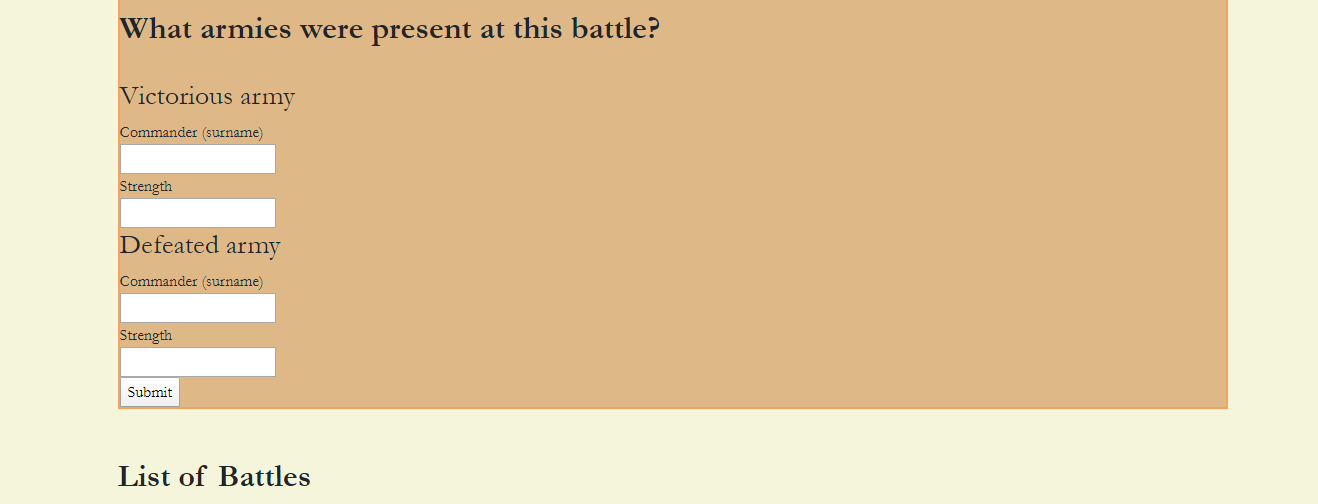 What armies were present at this battle?
Victorious army
Commander (surname)
Strength
Defeated army
Commander (surname)
Strength
Submit
List of Battles